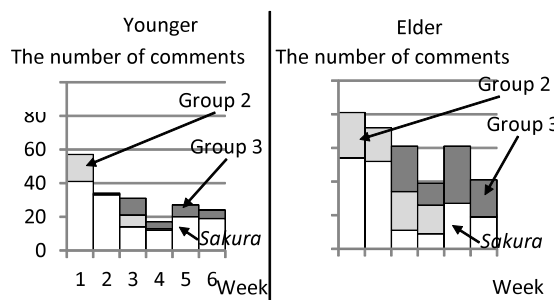 Younger
The number of comments
80
60
40
20
0
Group 2
Group 3
Sakura
1 2 3 4 5 6
Week
Elder
The number of comments
Group 2
Group 3
Sakura
Week